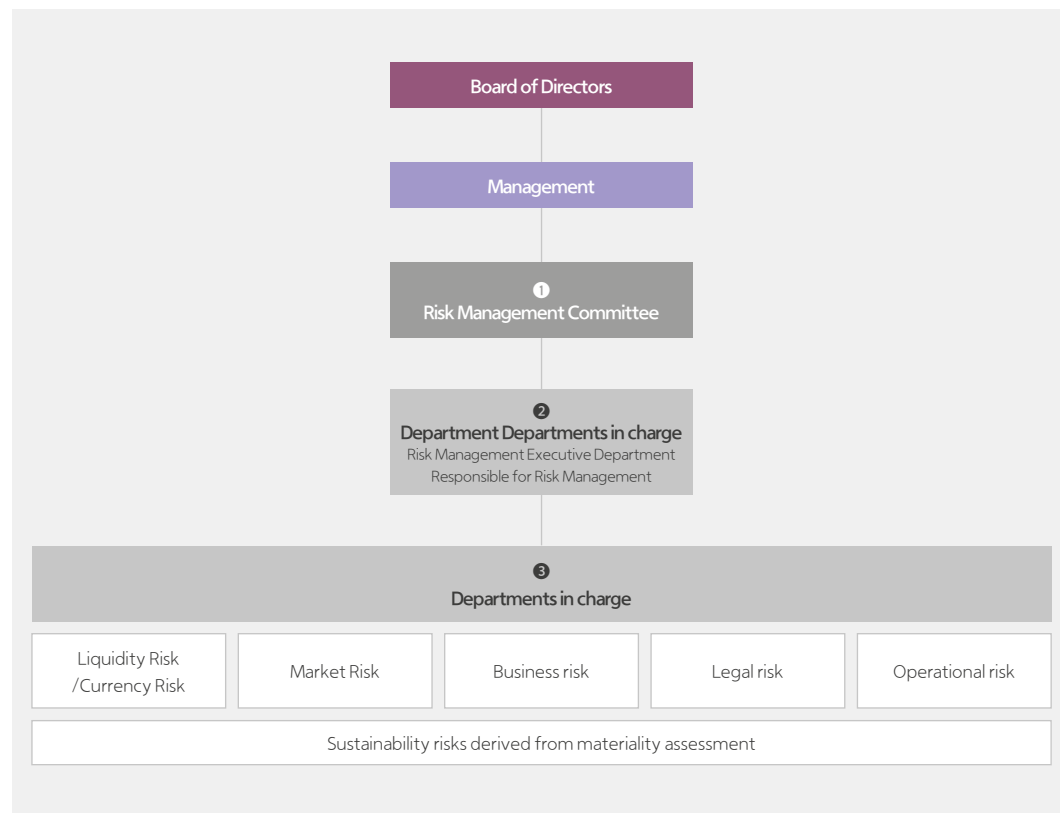 Board of Directors
Management
❶
Risk Management Committee
❷
Department Departments in charge
Risk Management Executive Department
Responsible for Risk Management
❸
Departments in charge
Liquidity Risk
/Currency Risk
Market Risk
Business risk
Legal risk
Operational risk
Sustainability risks derived from materiality assessment